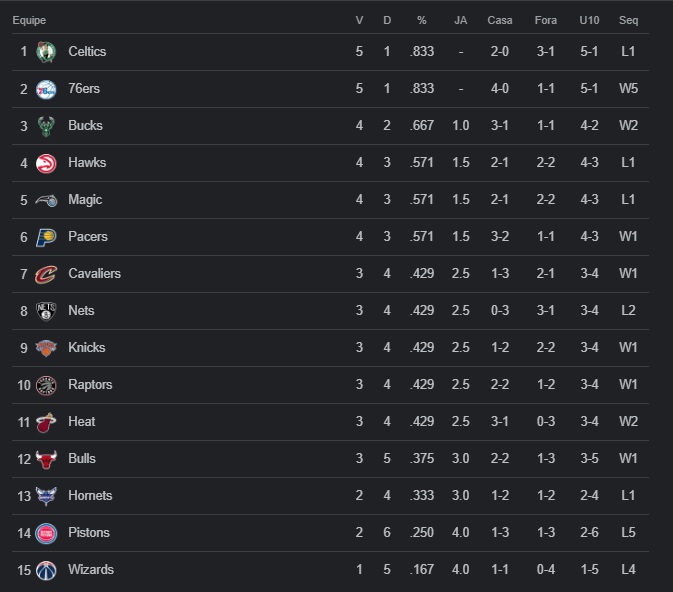 Equipe V D % JA Casa Fora U10 Seq
1 Celtics 5 1 .833 - 2-0 3-1 5-1 L1
2 76ers 5 1 .833 - 4-0 1-1 5-1 W5
3 Bucks 4 2 .667 1.0 3-1 1-1 4-2 W2
4 Hawks 4 3 .571 1.5 2-1 2-2 4-3 L1
5 Magic 4 3 .571 1.5 2-1 2-2 4-3 L1
6 Pacers 4 3 .571 1.5 3-2 1-1 4-3 W1
7 Cavaliers 3 4 .429 2.5 1-3 2-1 3-4 W1
8 Nets 3 4 .429 2.5 0-3 3-1 3-4 L2
9 Knicks 3 4 .429 2.5 1-2 2-2 3-4 W1
10 Raptors 3 4 .429 2.5 2-2 1-2 3-4 W1
11 Heat 3 4 .429 2.5 3-1 0-3 3-4 W2
12 Bulls 3 5 .375 3.0 2-2 1-3 3-5 W1
13 Hornets 2 4 .333 3.0 1-2 1-2 2-4 L1
14 Pistons 2 6 .250 4.0 1-3 1-3 2-6 L5
15 Wizards 1 5 .167 4.0 1-1 0-4 1-5 L4